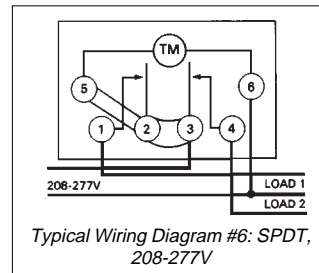 TM
5 6
1 2 3 4
208-277V LOAD 1
LOAD 2
Typical Wiring Diagram #6: SPDT,
208-277V